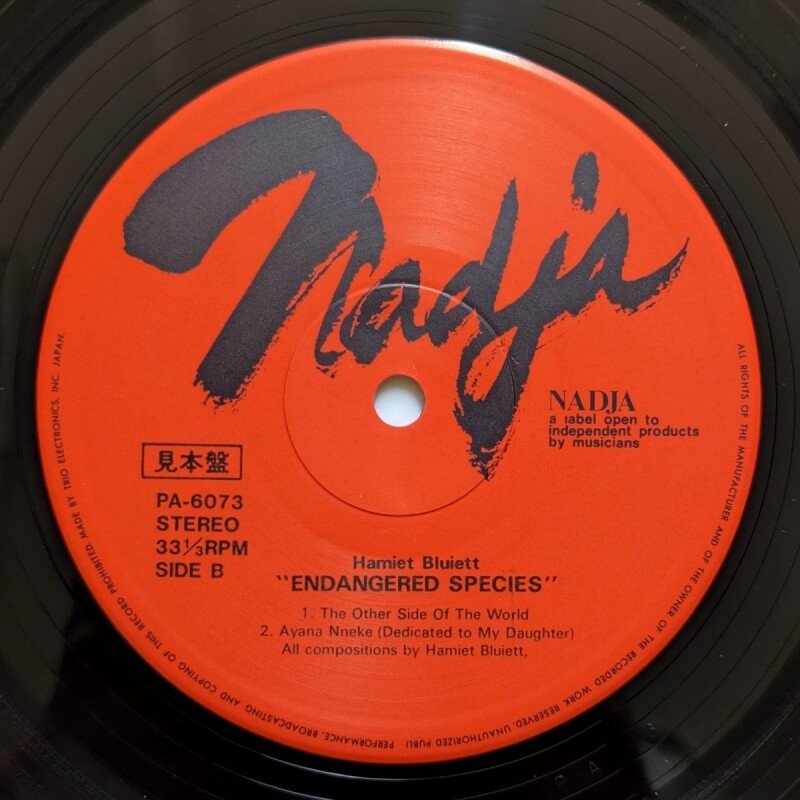 Nadja
NADJA
a label open to
independent products
by musicians
見本盤
PA-6073
STEREO
33⅓RPM
SIDE B
Hamiet Bluiett
"ENDANGERED SPECIES"
1. The Other Side Of The World
2. Ayana Nneke (Dedicated to My Daughter)
All compositions by Hamiet Bluiett,
ALL RIGHTS OF THE MANUFACTURER AND OF THE OWNER OF THE RECORDED WORK RESERVED. UNAUTHORIZED PUBLI PERFORMANCE, BROADCASTING AND COPYING OF THIS RECORD PROHIBITED. MADE BY TRIO ELECTRONICS, INC. JAPAN.
P A